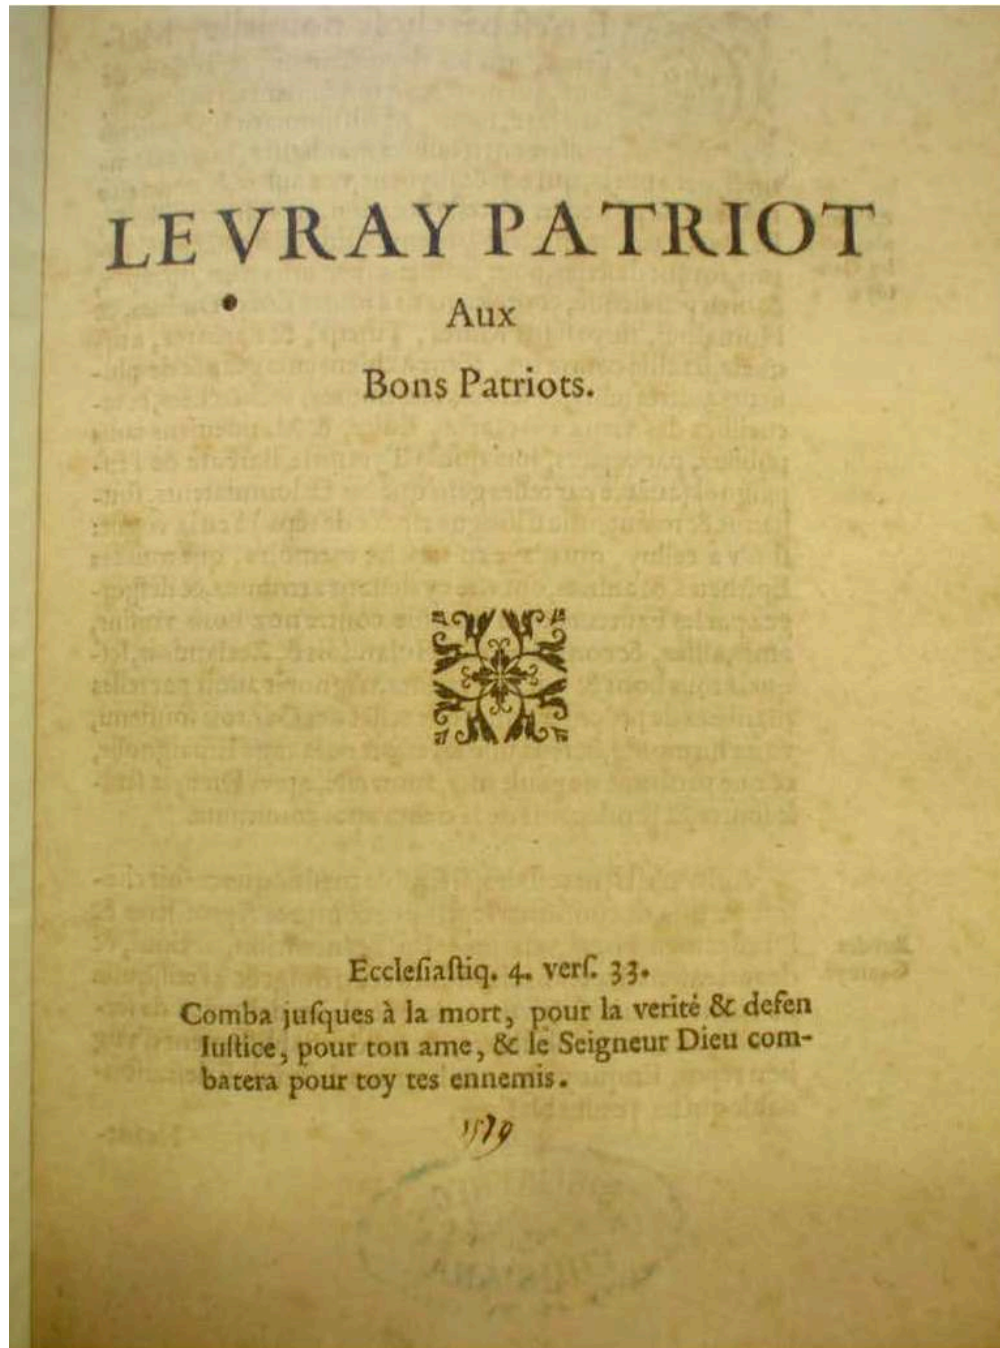 LE VRAY PATRIOT
Aux
Bons Patriots.
Ecclesiaſtiq. 4. verſ. 33.
Comba juſques à la mort, pour la verité & defen
Iuſtice, pour ton ame, & le Seigneur Dieu com-
batera pour toy tes ennemis.
1579